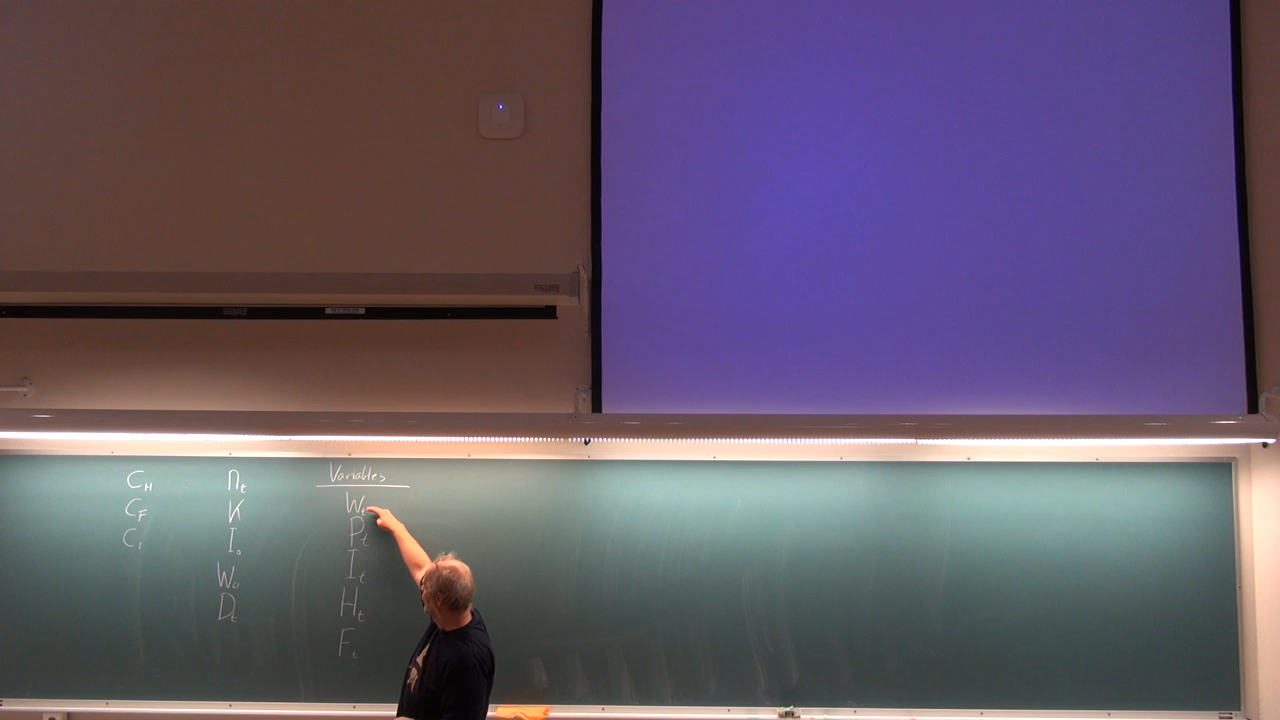 C_H n_t Variables
C_F K W_t
C_I I_0 P_t
W_0 I_t
D_t H_t
F_t